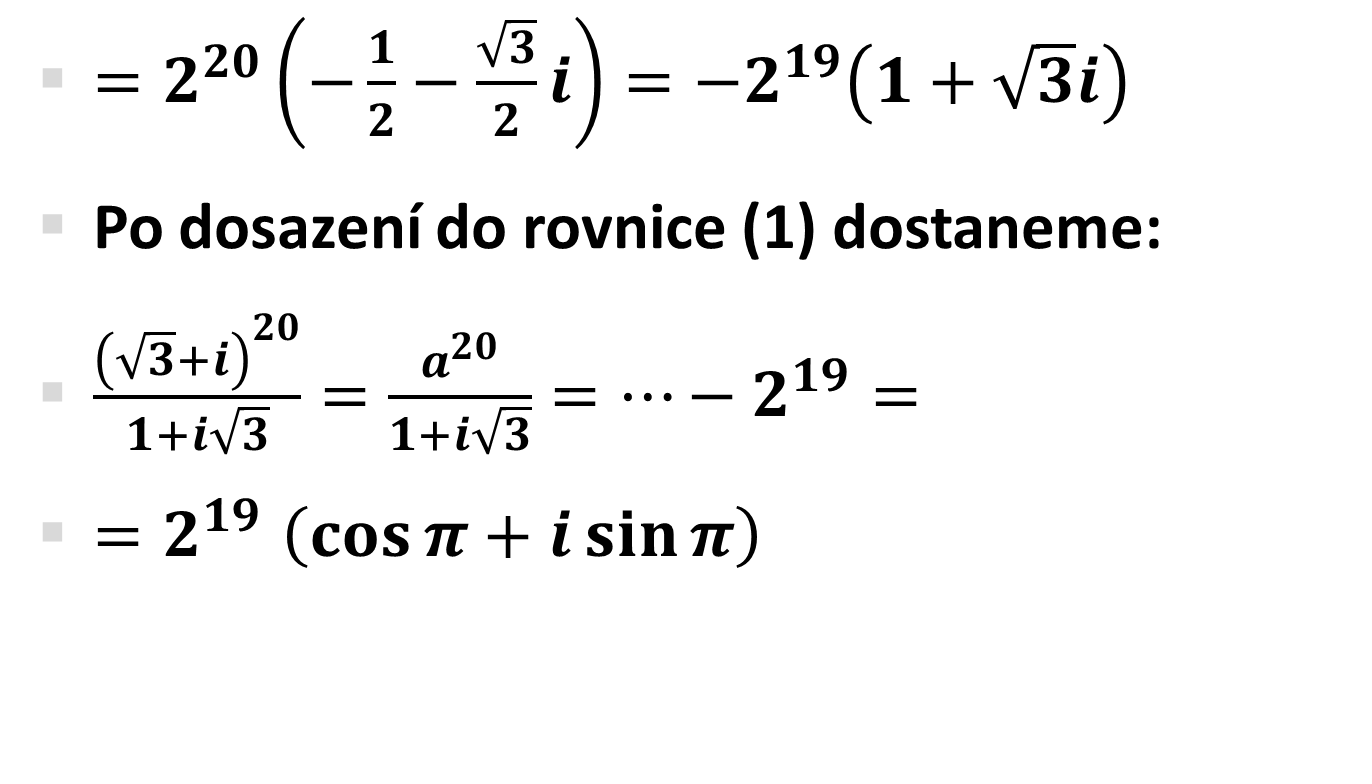 = 2^20 (−1/2 − √3/2 i) = −2^19(1 + √3i)
Po dosazení do rovnice (1) dostaneme:
(√3+i)^20/(1+i√3) = a^20/(1+i√3) = ⋯ − 2^19 =
= 2^19 (cos π + i sin π)